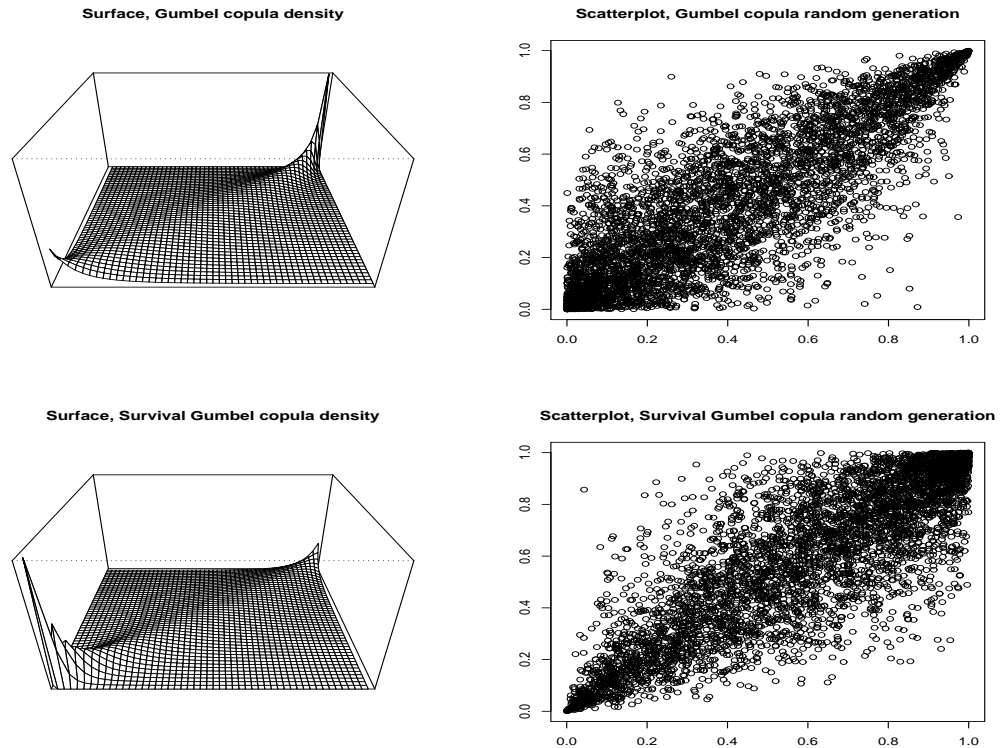 Surface, Gumbel copula density
Scatterplot, Gumbel copula random generation
1.0
0.8
0.6
0.4
0.2
0.0
0.0 0.2 0.4 0.6 0.8 1.0
Surface, Survival Gumbel copula density
Scatterplot, Survival Gumbel copula random generation
1.0
0.8
0.6
0.4
0.2
0.0
0.0 0.2 0.4 0.6 0.8 1.0